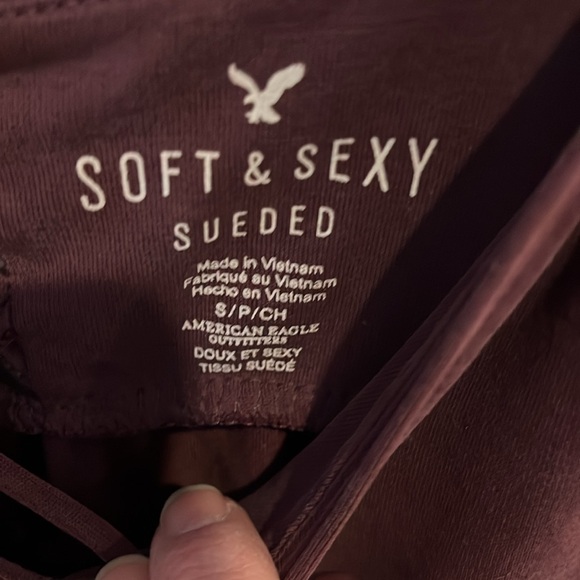 SOFT & SEXY
SUEDED
Made in Vietnam
Fabriqué au Vietnam
Hecho en Vietnam
S/P/CH
AMERICAN EAGLE
OUTFITTERS
DOUX ET SEXY
TISSU SUÉDÉ